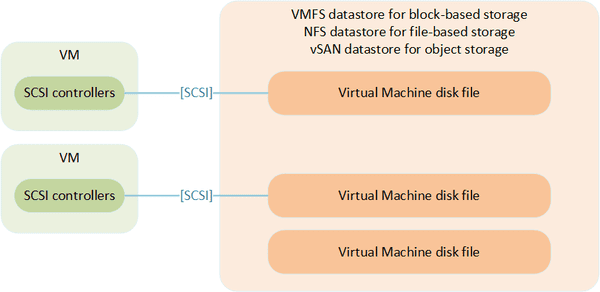 VMFS datastore for block-based storage
NFS datastore for file-based storage
vSAN datastore for object storage
VM
SCSI controllers
[SCSI]
Virtual Machine disk file
VM
SCSI controllers
[SCSI]
Virtual Machine disk file
Virtual Machine disk file